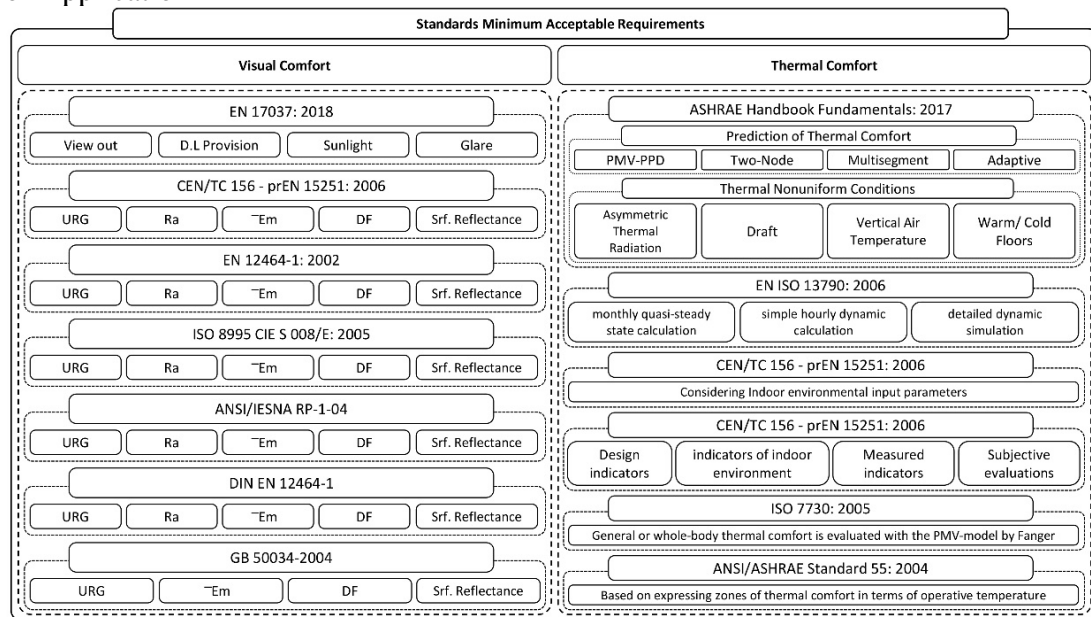 Standards Minimum Acceptable Requirements
Visual Comfort
EN 17037: 2018
View out D.L Provision Sunlight Glare
CEN/TC 156 - prEN 15251: 2006
URG Ra ¯Em DF Srf. Reflectance
EN 12464-1: 2002
URG Ra ¯Em DF Srf. Reflectance
ISO 8995 CIE S 008/E: 2005
URG Ra ¯Em DF Srf. Reflectance
ANSI/IESNA RP-1-04
URG Ra ¯Em DF Srf. Reflectance
DIN EN 12464-1
URG Ra ¯Em DF Srf. Reflectance
GB 50034-2004
URG ¯Em DF Srf. Reflectance
Thermal Comfort
ASHRAE Handbook Fundamentals: 2017
Prediction of Thermal Comfort
PMV-PPD Two-Node Multisegment Adaptive
Thermal Nonuniform Conditions
Asymmetric
Thermal
Radiation
Draft
Vertical Air
Temperature
Warm/ Cold
Floors
EN ISO 13790: 2006
monthly quasi-steady
state calculation
simple hourly dynamic
calculation
detailed dynamic
simulation
CEN/TC 156 - prEN 15251: 2006
Considering Indoor environmental input parameters
CEN/TC 156 - prEN 15251: 2006
Design
indicators
indicators of indoor
environment
Measured
indicators
Subjective
evaluations
ISO 7730: 2005
General or whole-body thermal comfort is evaluated with the PMV-model by Fanger
ANSI/ASHRAE Standard 55: 2004
Based on expressing zones of thermal comfort in terms of operative temperature